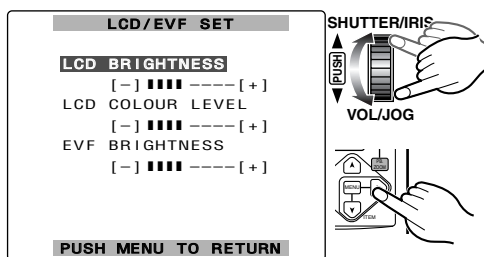 LCD/EVF SET
LCD BRIGHTNESS
[–] ▮▮▮▮ ––––[+]
LCD COLOUR LEVEL
[–] ▮▮▮▮ ––––[+]
EVF BRIGHTNESS
[–] ▮▮▮▮ ––––[+]
PUSH MENU TO RETURN
SHUTTER/IRIS
PUSH
VOL/JOG
ZOOM
MENU
ITEM